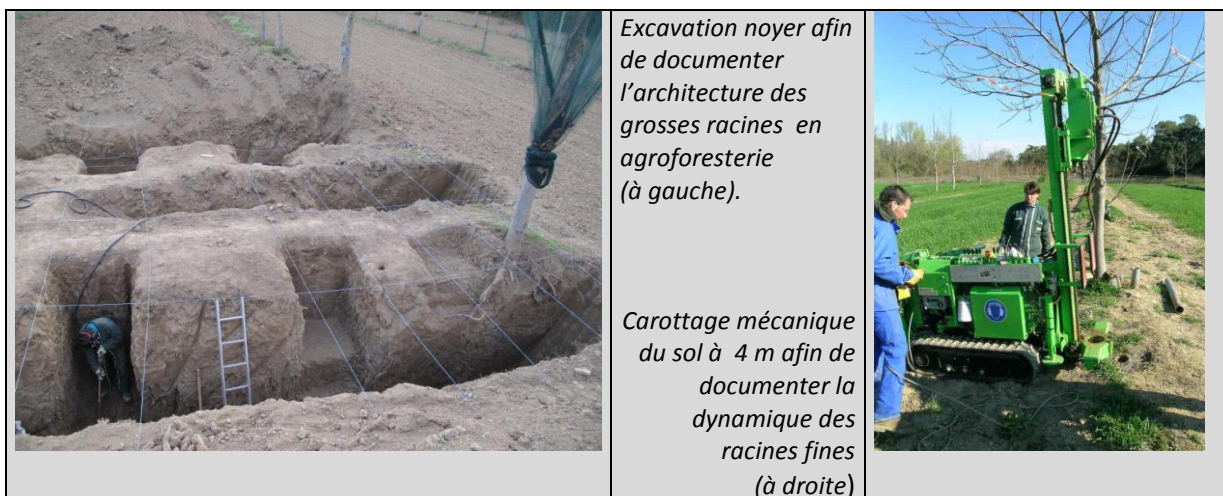 Excavation noyer afin
de documenter
l’architecture des
grosses racines en
agroforesterie
(à gauche).
Carottage mécanique
du sol à 4 m afin de
documenter la
dynamique des
racines fines
(à droite)